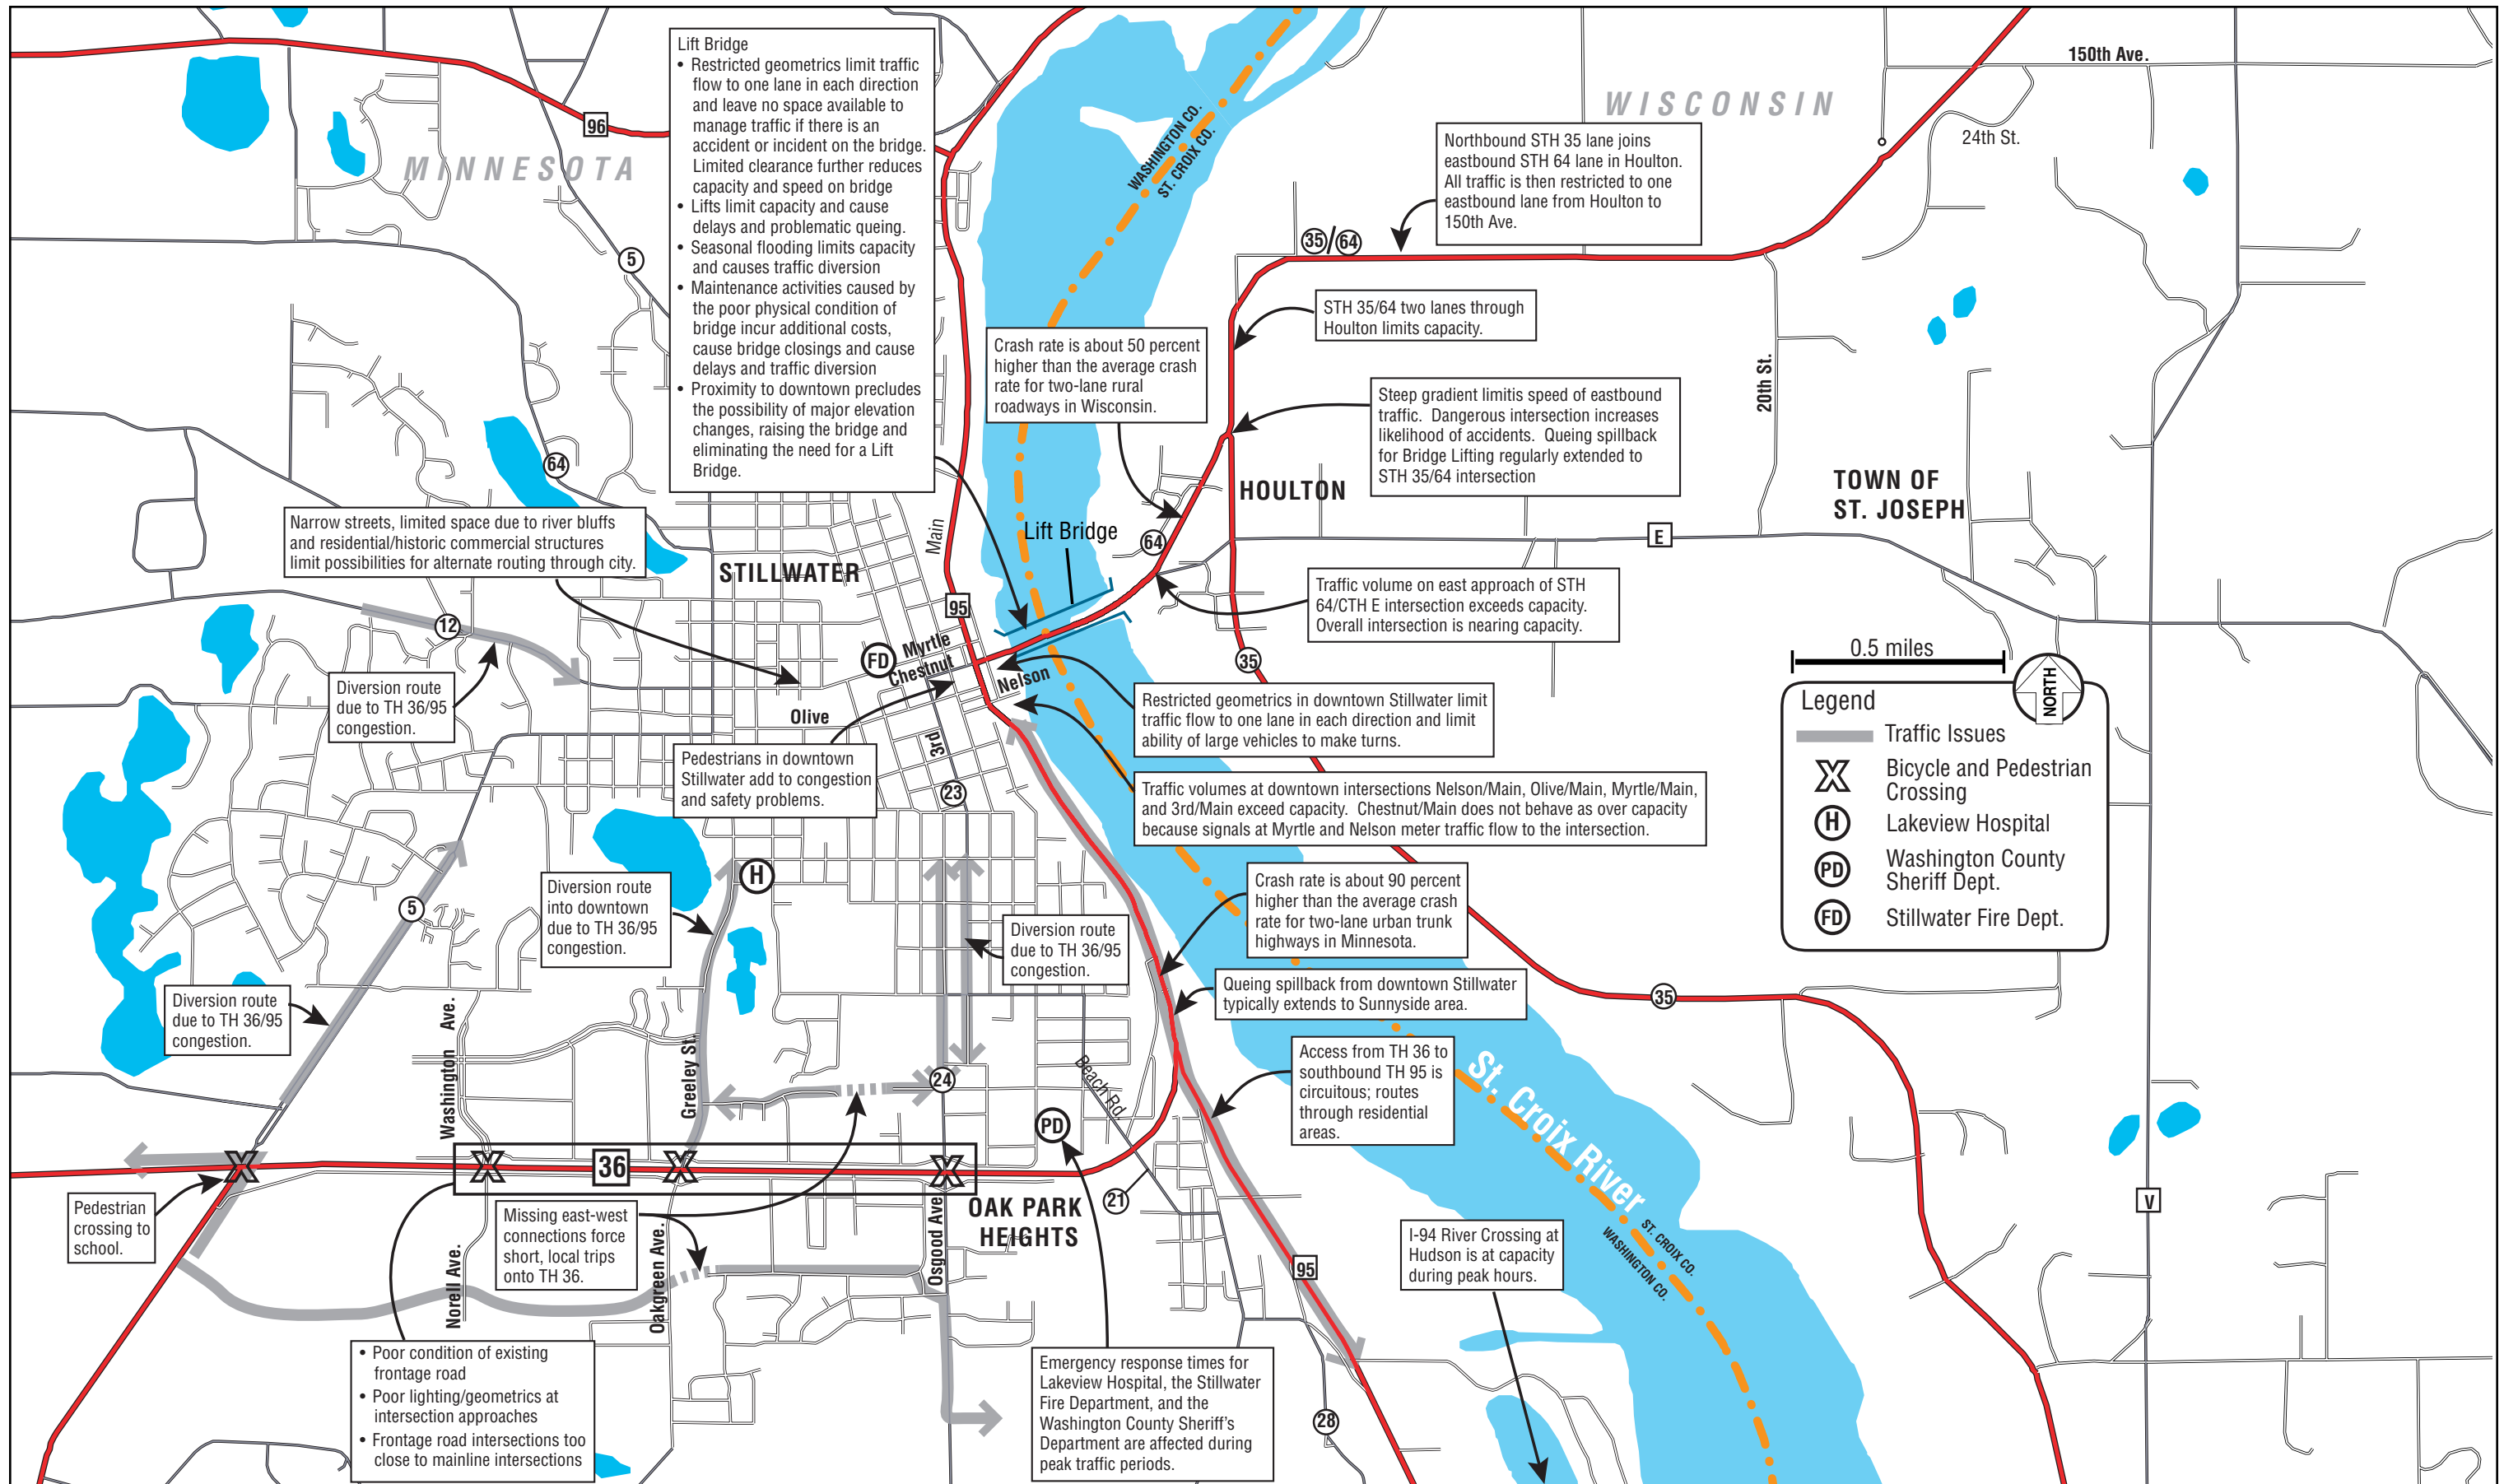 Lift Bridge
• Restricted geometrics limit traffic
flow to one lane in each direction
and leave no space available to
manage traffic if there is an
accident or incident on the bridge.
Limited clearance further reduces
capacity and speed on bridge
• Lifts limit capacity and cause
delays and problematic queing.
• Seasonal flooding limits capacity
and causes traffic diversion
• Maintenance activities caused by
the poor physical condition of
bridge incur additional costs,
cause bridge closings and cause
delays and traffic diversion
• Proximity to downtown precludes
the possibility of major elevation
changes, raising the bridge and
eliminating the need for a Lift
Bridge.
96
MINNESOTA
5
64
WASHINGTON CO.
ST. CROIX CO.
WISCONSIN
150th Ave.
24th St.
Northbound STH 35 lane joins
eastbound STH 64 lane in Houlton.
All traffic is then restricted to one
eastbound lane from Houlton to
150th Ave.
35/64
STH 35/64 two lanes through
Houlton limits capacity.
Crash rate is about 50 percent
higher than the average crash
rate for two-lane rural
roadways in Wisconsin.
Steep gradient limitis speed of eastbound
traffic. Dangerous intersection increases
likelihood of accidents. Queing spillback
for Bridge Lifting regularly extended to
STH 35/64 intersection
20th St.
TOWN OF
ST. JOSEPH
HOULTON
E
Narrow streets, limited space due to river bluffs
and residential/historic commercial structures
limit possibilities for alternate routing through city.
Main
Lift Bridge
64
STILLWATER
95
Traffic volume on east approach of STH
64/CTH E intersection exceeds capacity.
Overall intersection is nearing capacity.
12
FD
Myrtle
Chestnut
Nelson
35
Olive
3rd
23
Diversion route
due to TH 36/95
congestion.
Restricted geometrics in downtown Stillwater limit
traffic flow to one lane in each direction and limit
ability of large vehicles to make turns.
Pedestrians in downtown
Stillwater add to congestion
and safety problems.
Traffic volumes at downtown intersections Nelson/Main, Olive/Main, Myrtle/Main,
and 3rd/Main exceed capacity. Chestnut/Main does not behave as over capacity
because signals at Myrtle and Nelson meter traffic flow to the intersection.
0.5 miles
NORTH
Legend
Traffic Issues
X
Bicycle and Pedestrian
Crossing
H
Lakeview Hospital
PD
Washington County
Sheriff Dept.
FD
Stillwater Fire Dept.
H
5
Diversion route
into downtown
due to TH 36/95
congestion.
Diversion route
due to TH 36/95
congestion.
Crash rate is about 90 percent
higher than the average crash
rate for two-lane urban trunk
highways in Minnesota.
Queing spillback from downtown Stillwater
typically extends to Sunnyside area.
35
Diversion route
due to TH 36/95
congestion.
Washington Ave.
Greeley St.
24
Beach Rd.
PD
Access from TH 36 to
southbound TH 95 is
circuitous; routes
through residential
areas.
St. Croix River
X
X
36
X
X
Pedestrian
crossing to
school.
Missing east-west
connections force
short, local trips
onto TH 36.
OAK PARK
HEIGHTS
21
V
Norell Ave.
Oakgreen Ave.
Osgood Ave
95
I-94 River Crossing at
Hudson is at capacity
during peak hours.
ST. CROIX CO.
WASHINGTON CO.
• Poor condition of existing
frontage road
• Poor lighting/geometrics at
intersection approaches
• Frontage road intersections too
close to mainline intersections
Emergency response times for
Lakeview Hospital, the Stillwater
Fire Department, and the
Washington County Sheriff's
Department are affected during
peak traffic periods.
28